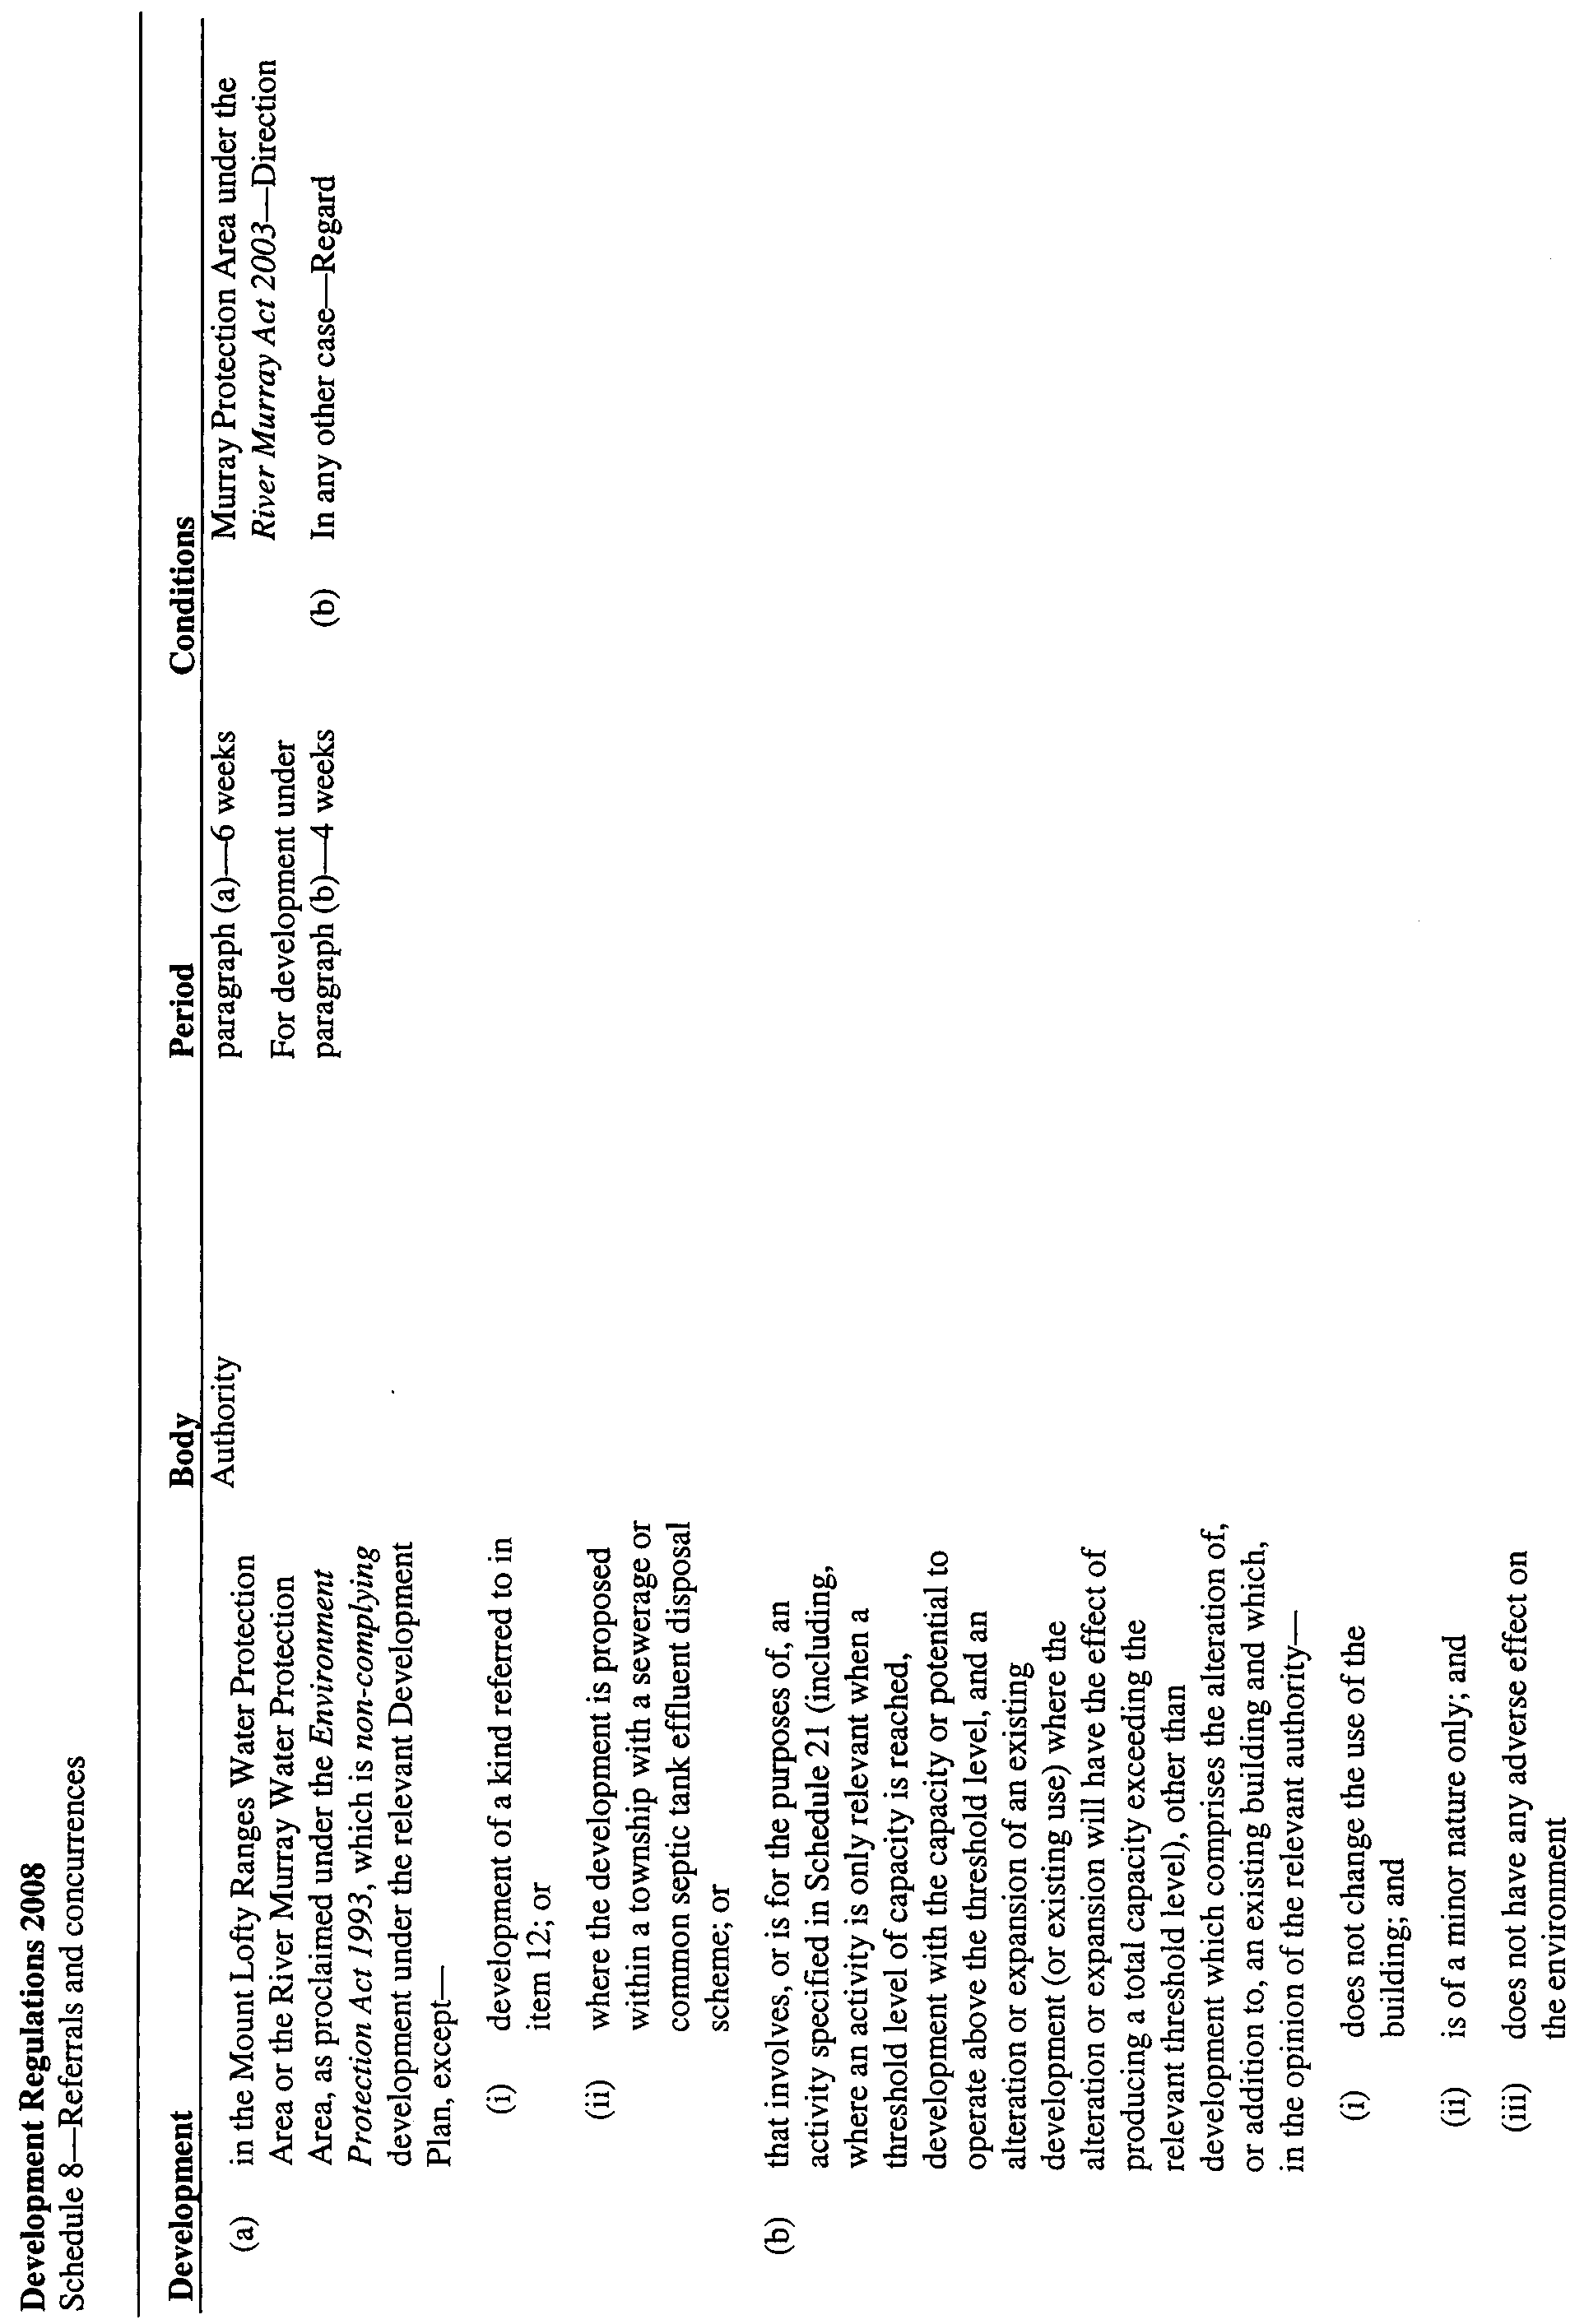 Development Regulations 2008
Schedule 8—Referrals and concurrences
Development
Body
Period
Conditions
(a) in the Mount Lofty Ranges Water Protection
Area or the River Murray Water Protection
Area, as proclaimed under the Environment
Protection Act 1993, which is non-complying
development under the relevant Development
Plan, except—
(i) development of a kind referred to in
item 12; or
(ii) where the development is proposed
within a township with a sewerage or
common septic tank effluent disposal
scheme; or
(b) that involves, or is for the purposes of, an
activity specified in Schedule 21 (including,
where an activity is only relevant when a
threshold level of capacity is reached,
development with the capacity or potential to
operate above the threshold level, and an
alteration or expansion of an existing
development (or existing use) where the
alteration or expansion will have the effect of
producing a total capacity exceeding the
relevant threshold level), other than
development which comprises the alteration of,
or addition to, an existing building and which,
in the opinion of the relevant authority—
(i) does not change the use of the
building; and
(ii) is of a minor nature only; and
(iii) does not have any adverse effect on
the environment
Authority
paragraph (a)—6 weeks
For development under
paragraph (b)—4 weeks
Murray Protection Area under the
River Murray Act 2003—Direction
(b) In any other case—Regard